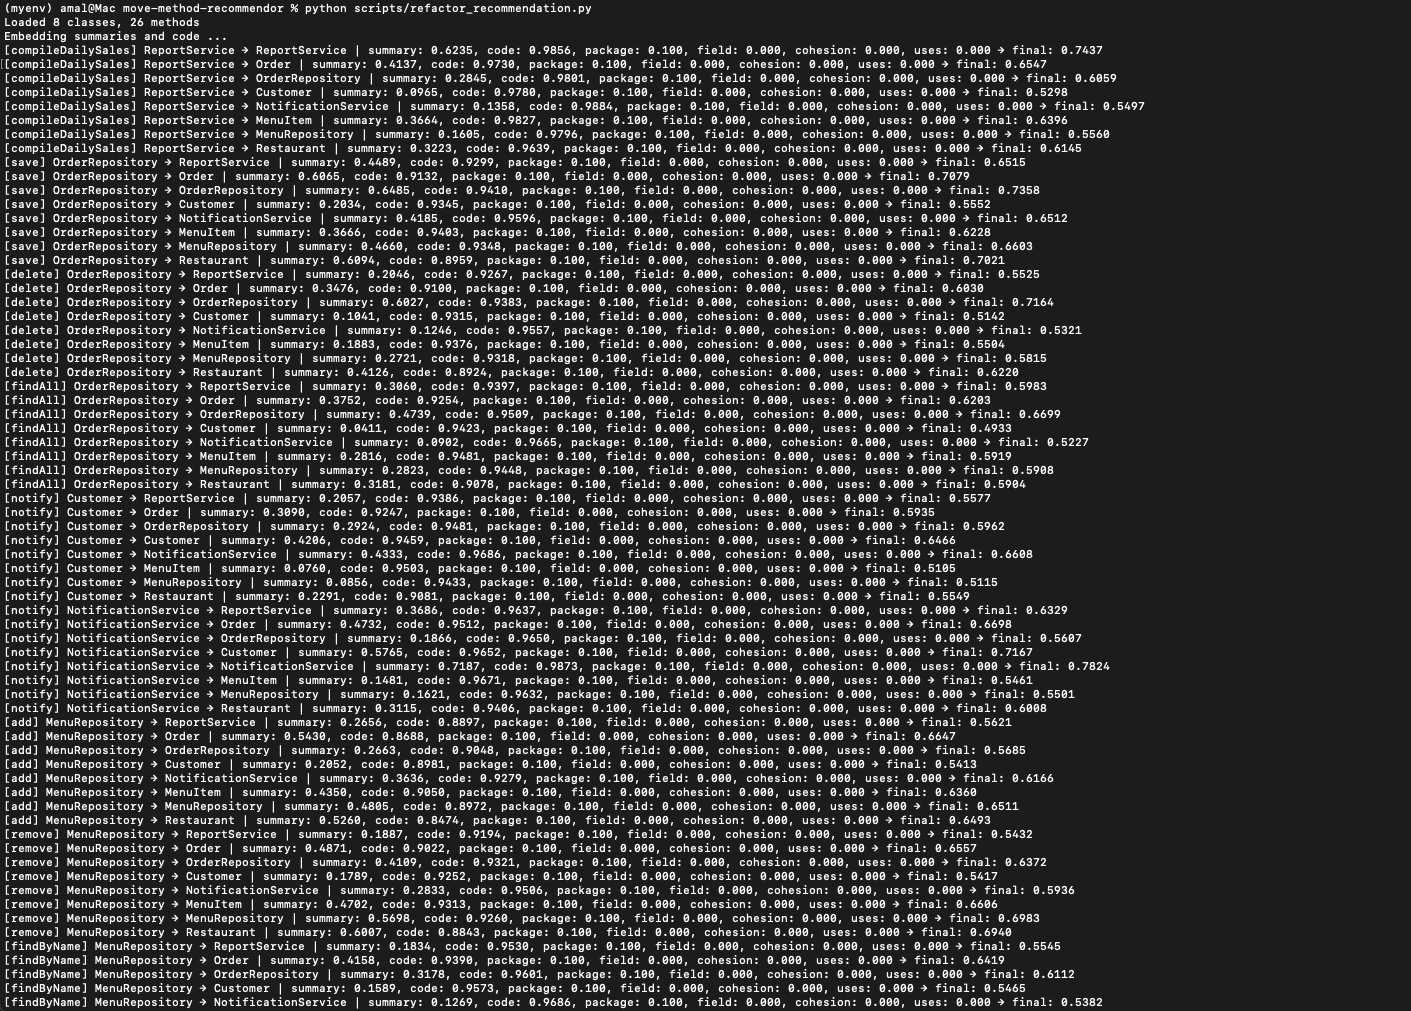 (myenv) amal@Mac move-method-recommendor % python scripts/refactor_recommendation.py
Loaded 8 classes, 26 methods
Embedding summaries and code ...
[compileDailySales] ReportService → ReportService | summary: 0.6235, code: 0.9856, package: 0.100, field: 0.000, cohesion: 0.000, uses: 0.000 → final: 0.7437
[[compileDailySales] ReportService → Order | summary: 0.4137, code: 0.9730, package: 0.100, field: 0.000, cohesion: 0.000, uses: 0.000 → final: 0.6547
[compileDailySales] ReportService → OrderRepository | summary: 0.2845, code: 0.9801, package: 0.100, field: 0.000, cohesion: 0.000, uses: 0.000 → final: 0.6059
[compileDailySales] ReportService → Customer | summary: 0.0965, code: 0.9780, package: 0.100, field: 0.000, cohesion: 0.000, uses: 0.000 → final: 0.5298
[compileDailySales] ReportService → NotificationService | summary: 0.1358, code: 0.9884, package: 0.100, field: 0.000, cohesion: 0.000, uses: 0.000 → final: 0.5497
[compileDailySales] ReportService → MenuItem | summary: 0.3664, code: 0.9827, package: 0.100, field: 0.000, cohesion: 0.000, uses: 0.000 → final: 0.6396
[compileDailySales] ReportService → MenuRepository | summary: 0.1605, code: 0.9796, package: 0.100, field: 0.000, cohesion: 0.000, uses: 0.000 → final: 0.5560
[compileDailySales] ReportService → Restaurant | summary: 0.3223, code: 0.9639, package: 0.100, field: 0.000, cohesion: 0.000, uses: 0.000 → final: 0.6145
[save] OrderRepository → ReportService | summary: 0.4489, code: 0.9299, package: 0.100, field: 0.000, cohesion: 0.000, uses: 0.000 → final: 0.6515
[save] OrderRepository → Order | summary: 0.6065, code: 0.9132, package: 0.100, field: 0.000, cohesion: 0.000, uses: 0.000 → final: 0.7079
[save] OrderRepository → OrderRepository | summary: 0.6485, code: 0.9410, package: 0.100, field: 0.000, cohesion: 0.000, uses: 0.000 → final: 0.7358
[save] OrderRepository → Customer | summary: 0.2034, code: 0.9345, package: 0.100, field: 0.000, cohesion: 0.000, uses: 0.000 → final: 0.5552
[save] OrderRepository → NotificationService | summary: 0.4185, code: 0.9596, package: 0.100, field: 0.000, cohesion: 0.000, uses: 0.000 → final: 0.6512
[save] OrderRepository → MenuItem | summary: 0.3666, code: 0.9403, package: 0.100, field: 0.000, cohesion: 0.000, uses: 0.000 → final: 0.6228
[save] OrderRepository → MenuRepository | summary: 0.4660, code: 0.9348, package: 0.100, field: 0.000, cohesion: 0.000, uses: 0.000 → final: 0.6603
[save] OrderRepository → Restaurant | summary: 0.6094, code: 0.8959, package: 0.100, field: 0.000, cohesion: 0.000, uses: 0.000 → final: 0.7021
[delete] OrderRepository → ReportService | summary: 0.2046, code: 0.9267, package: 0.100, field: 0.000, cohesion: 0.000, uses: 0.000 → final: 0.5525
[delete] OrderRepository → Order | summary: 0.3476, code: 0.9100, package: 0.100, field: 0.000, cohesion: 0.000, uses: 0.000 → final: 0.6030
[delete] OrderRepository → OrderRepository | summary: 0.6027, code: 0.9383, package: 0.100, field: 0.000, cohesion: 0.000, uses: 0.000 → final: 0.7164
[delete] OrderRepository → Customer | summary: 0.1041, code: 0.9315, package: 0.100, field: 0.000, cohesion: 0.000, uses: 0.000 → final: 0.5142
[delete] OrderRepository → NotificationService | summary: 0.1246, code: 0.9557, package: 0.100, field: 0.000, cohesion: 0.000, uses: 0.000 → final: 0.5321
[delete] OrderRepository → MenuItem | summary: 0.1883, code: 0.9376, package: 0.100, field: 0.000, cohesion: 0.000, uses: 0.000 → final: 0.5504
[delete] OrderRepository → MenuRepository | summary: 0.2721, code: 0.9318, package: 0.100, field: 0.000, cohesion: 0.000, uses: 0.000 → final: 0.5815
[delete] OrderRepository → Restaurant | summary: 0.4126, code: 0.8924, package: 0.100, field: 0.000, cohesion: 0.000, uses: 0.000 → final: 0.6220
[findAll] OrderRepository → ReportService | summary: 0.3060, code: 0.9397, package: 0.100, field: 0.000, cohesion: 0.000, uses: 0.000 → final: 0.5983
[findAll] OrderRepository → Order | summary: 0.3752, code: 0.9254, package: 0.100, field: 0.000, cohesion: 0.000, uses: 0.000 → final: 0.6203
[findAll] OrderRepository → OrderRepository | summary: 0.4739, code: 0.9509, package: 0.100, field: 0.000, cohesion: 0.000, uses: 0.000 → final: 0.6699
[findAll] OrderRepository → Customer | summary: 0.0411, code: 0.9423, package: 0.100, field: 0.000, cohesion: 0.000, uses: 0.000 → final: 0.4933
[findAll] OrderRepository → NotificationService | summary: 0.0902, code: 0.9665, package: 0.100, field: 0.000, cohesion: 0.000, uses: 0.000 → final: 0.5227
[findAll] OrderRepository → MenuItem | summary: 0.2816, code: 0.9481, package: 0.100, field: 0.000, cohesion: 0.000, uses: 0.000 → final: 0.5919
[findAll] OrderRepository → MenuRepository | summary: 0.2823, code: 0.9448, package: 0.100, field: 0.000, cohesion: 0.000, uses: 0.000 → final: 0.5908
[findAll] OrderRepository → Restaurant | summary: 0.3181, code: 0.9078, package: 0.100, field: 0.000, cohesion: 0.000, uses: 0.000 → final: 0.5904
[notify] Customer → ReportService | summary: 0.2057, code: 0.9386, package: 0.100, field: 0.000, cohesion: 0.000, uses: 0.000 → final: 0.5577
[notify] Customer → Order | summary: 0.3090, code: 0.9247, package: 0.100, field: 0.000, cohesion: 0.000, uses: 0.000 → final: 0.5935
[notify] Customer → OrderRepository | summary: 0.2924, code: 0.9481, package: 0.100, field: 0.000, cohesion: 0.000, uses: 0.000 → final: 0.5962
[notify] Customer → Customer | summary: 0.4206, code: 0.9459, package: 0.100, field: 0.000, cohesion: 0.000, uses: 0.000 → final: 0.6466
[notify] Customer → NotificationService | summary: 0.4333, code: 0.9686, package: 0.100, field: 0.000, cohesion: 0.000, uses: 0.000 → final: 0.6608
[notify] Customer → MenuItem | summary: 0.0760, code: 0.9503, package: 0.100, field: 0.000, cohesion: 0.000, uses: 0.000 → final: 0.5105
[notify] Customer → MenuRepository | summary: 0.0856, code: 0.9433, package: 0.100, field: 0.000, cohesion: 0.000, uses: 0.000 → final: 0.5115
[notify] Customer → Restaurant | summary: 0.2291, code: 0.9081, package: 0.100, field: 0.000, cohesion: 0.000, uses: 0.000 → final: 0.5549
[notify] NotificationService → ReportService | summary: 0.3686, code: 0.9637, package: 0.100, field: 0.000, cohesion: 0.000, uses: 0.000 → final: 0.6329
[notify] NotificationService → Order | summary: 0.4732, code: 0.9512, package: 0.100, field: 0.000, cohesion: 0.000, uses: 0.000 → final: 0.6698
[notify] NotificationService → OrderRepository | summary: 0.1866, code: 0.9650, package: 0.100, field: 0.000, cohesion: 0.000, uses: 0.000 → final: 0.5607
[notify] NotificationService → Customer | summary: 0.5765, code: 0.9652, package: 0.100, field: 0.000, cohesion: 0.000, uses: 0.000 → final: 0.7167
[notify] NotificationService → NotificationService | summary: 0.7187, code: 0.9873, package: 0.100, field: 0.000, cohesion: 0.000, uses: 0.000 → final: 0.7824
[notify] NotificationService → MenuItem | summary: 0.1481, code: 0.9671, package: 0.100, field: 0.000, cohesion: 0.000, uses: 0.000 → final: 0.5461
[notify] NotificationService → MenuRepository | summary: 0.1621, code: 0.9632, package: 0.100, field: 0.000, cohesion: 0.000, uses: 0.000 → final: 0.5501
[notify] NotificationService → Restaurant | summary: 0.3115, code: 0.9406, package: 0.100, field: 0.000, cohesion: 0.000, uses: 0.000 → final: 0.6008
[add] MenuRepository → ReportService | summary: 0.2656, code: 0.8897, package: 0.100, field: 0.000, cohesion: 0.000, uses: 0.000 → final: 0.5621
[add] MenuRepository → Order | summary: 0.5430, code: 0.8688, package: 0.100, field: 0.000, cohesion: 0.000, uses: 0.000 → final: 0.6647
[add] MenuRepository → OrderRepository | summary: 0.2663, code: 0.9048, package: 0.100, field: 0.000, cohesion: 0.000, uses: 0.000 → final: 0.5685
[add] MenuRepository → Customer | summary: 0.2052, code: 0.8981, package: 0.100, field: 0.000, cohesion: 0.000, uses: 0.000 → final: 0.5413
[add] MenuRepository → NotificationService | summary: 0.3636, code: 0.9279, package: 0.100, field: 0.000, cohesion: 0.000, uses: 0.000 → final: 0.6166
[add] MenuRepository → MenuItem | summary: 0.4350, code: 0.9050, package: 0.100, field: 0.000, cohesion: 0.000, uses: 0.000 → final: 0.6360
[add] MenuRepository → MenuRepository | summary: 0.4805, code: 0.8972, package: 0.100, field: 0.000, cohesion: 0.000, uses: 0.000 → final: 0.6511
[add] MenuRepository → Restaurant | summary: 0.5260, code: 0.8474, package: 0.100, field: 0.000, cohesion: 0.000, uses: 0.000 → final: 0.6493
[remove] MenuRepository → ReportService | summary: 0.1887, code: 0.9194, package: 0.100, field: 0.000, cohesion: 0.000, uses: 0.000 → final: 0.5432
[remove] MenuRepository → Order | summary: 0.4871, code: 0.9022, package: 0.100, field: 0.000, cohesion: 0.000, uses: 0.000 → final: 0.6557
[remove] MenuRepository → OrderRepository | summary: 0.4109, code: 0.9321, package: 0.100, field: 0.000, cohesion: 0.000, uses: 0.000 → final: 0.6372
[remove] MenuRepository → Customer | summary: 0.1789, code: 0.9252, package: 0.100, field: 0.000, cohesion: 0.000, uses: 0.000 → final: 0.5417
[remove] MenuRepository → NotificationService | summary: 0.2833, code: 0.9506, package: 0.100, field: 0.000, cohesion: 0.000, uses: 0.000 → final: 0.5936
[remove] MenuRepository → MenuItem | summary: 0.4702, code: 0.9313, package: 0.100, field: 0.000, cohesion: 0.000, uses: 0.000 → final: 0.6606
[remove] MenuRepository → MenuRepository | summary: 0.5698, code: 0.9260, package: 0.100, field: 0.000, cohesion: 0.000, uses: 0.000 → final: 0.6983
[remove] MenuRepository → Restaurant | summary: 0.6007, code: 0.8843, package: 0.100, field: 0.000, cohesion: 0.000, uses: 0.000 → final: 0.6940
[findByName] MenuRepository → ReportService | summary: 0.1834, code: 0.9530, package: 0.100, field: 0.000, cohesion: 0.000, uses: 0.000 → final: 0.5545
[findByName] MenuRepository → Order | summary: 0.4158, code: 0.9390, package: 0.100, field: 0.000, cohesion: 0.000, uses: 0.000 → final: 0.6419
[findByName] MenuRepository → OrderRepository | summary: 0.3178, code: 0.9601, package: 0.100, field: 0.000, cohesion: 0.000, uses: 0.000 → final: 0.6112
[findByName] MenuRepository → Customer | summary: 0.1589, code: 0.9573, package: 0.100, field: 0.000, cohesion: 0.000, uses: 0.000 → final: 0.5465
[findByName] MenuRepository → NotificationService | summary: 0.1269, code: 0.9686, package: 0.100, field: 0.000, cohesion: 0.000, uses: 0.000 → final: 0.5382